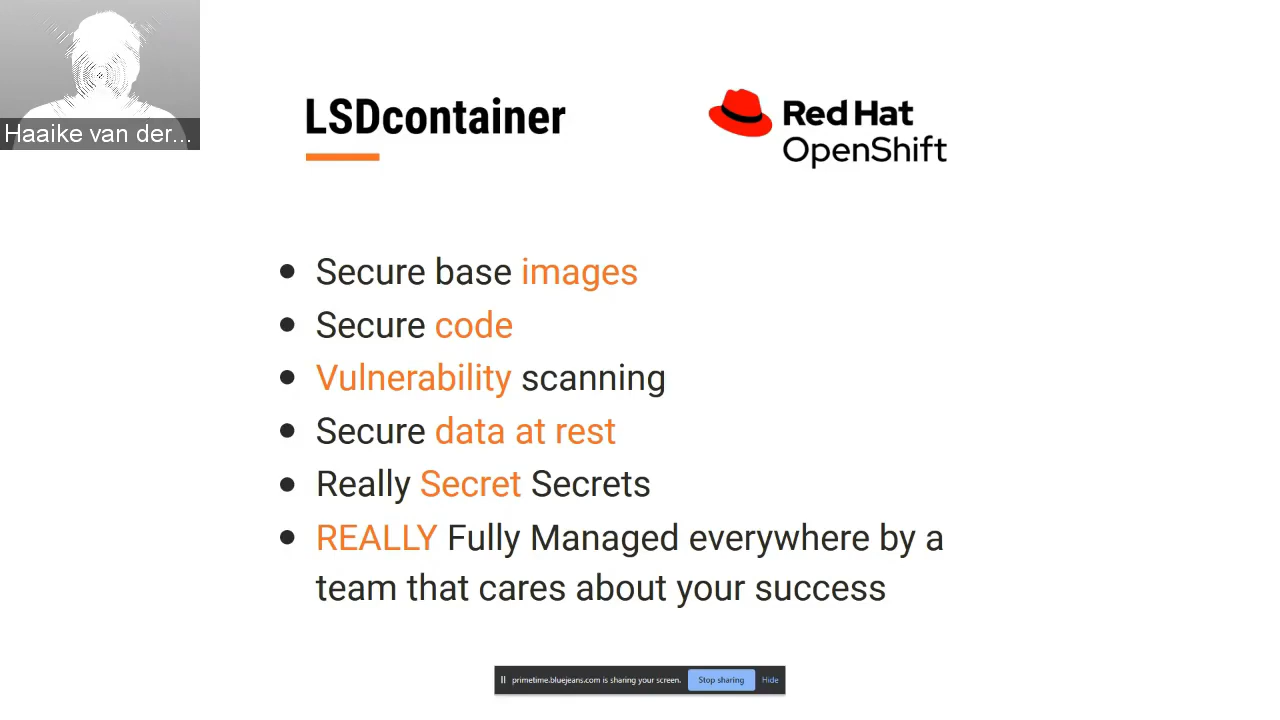 Haaike van der...
LSDcontainer
Red Hat
OpenShift
Secure base images
Secure code
Vulnerability scanning
Secure data at rest
Really Secret Secrets
REALLY Fully Managed everywhere by a
team that cares about your success
primetime.bluejeans.com is sharing your screen. Stop sharing Hide